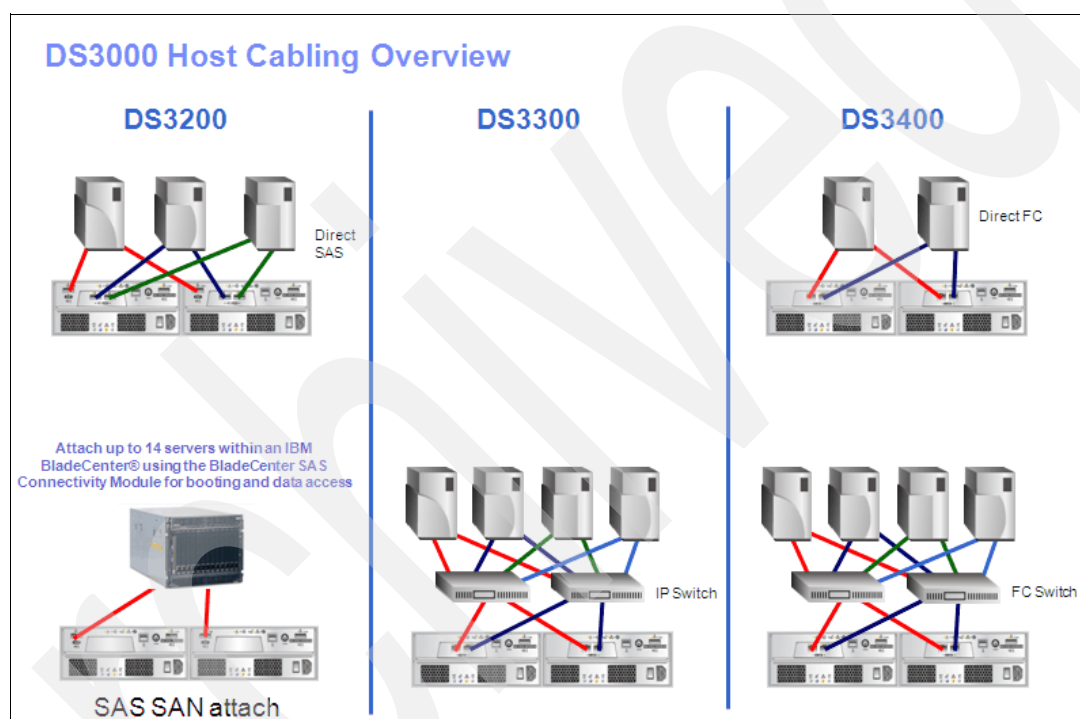 DS3000 Host Cabling Overview
DS3200
Direct
SAS
Attach up to 14 servers within an IBM
BladeCenter® using the BladeCenter SAS
Connectivity Module for booting and data access
SAS SAN attach
DS3300
IP Switch
DS3400
Direct FC
FC Switch